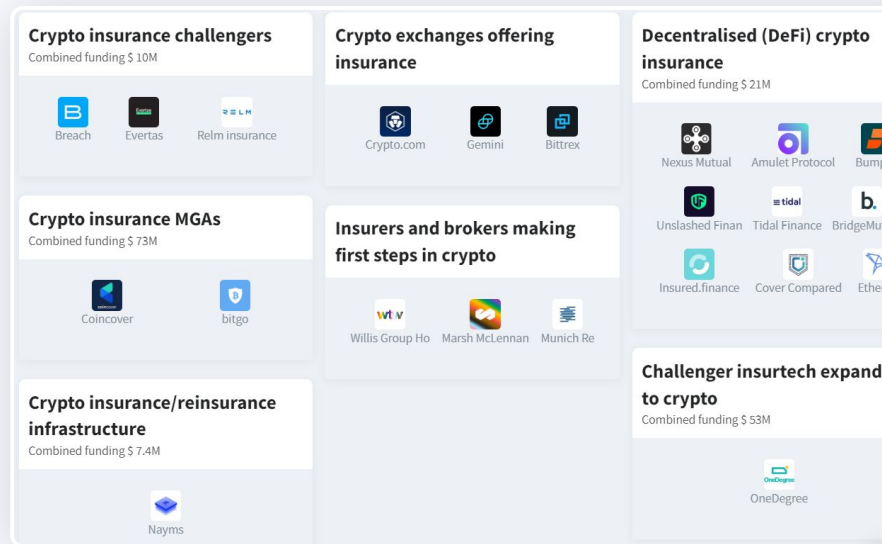 Crypto insurance challengers
Combined funding $ 10M
Breach
Evertas
RELM
Relm insurance
Crypto insurance MGAs
Combined funding $ 73M
Coincover
bitgo
Crypto insurance/reinsurance
infrastructure
Combined funding $ 7.4M
Nayms
Crypto exchanges offering
insurance
Crypto.com
Gemini
Bittrex
Insurers and brokers making
first steps in crypto
wtw
Willis Group Ho
Marsh McLennan
Munich Re
Decentralised (DeFi) crypto
insurance
Combined funding $ 21M
Nexus Mutual
Amulet Protocol
Bump
tidal
b.
Unslashed Finan
Tidal Finance
BridgeMu
Insured.finance
Cover Compared
Ether
Challenger insurtech expand
to crypto
Combined funding $ 53M
OneDegree
OneDegree